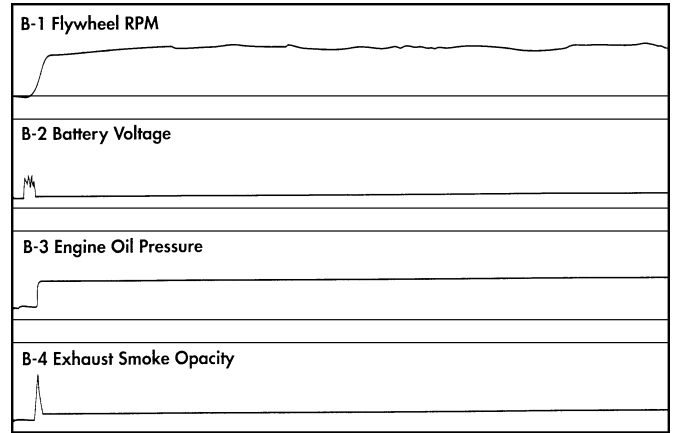 B-1 Flywheel RPM
B-2 Battery Voltage
B-3 Engine Oil Pressure
B-4 Exhaust Smoke Opacity